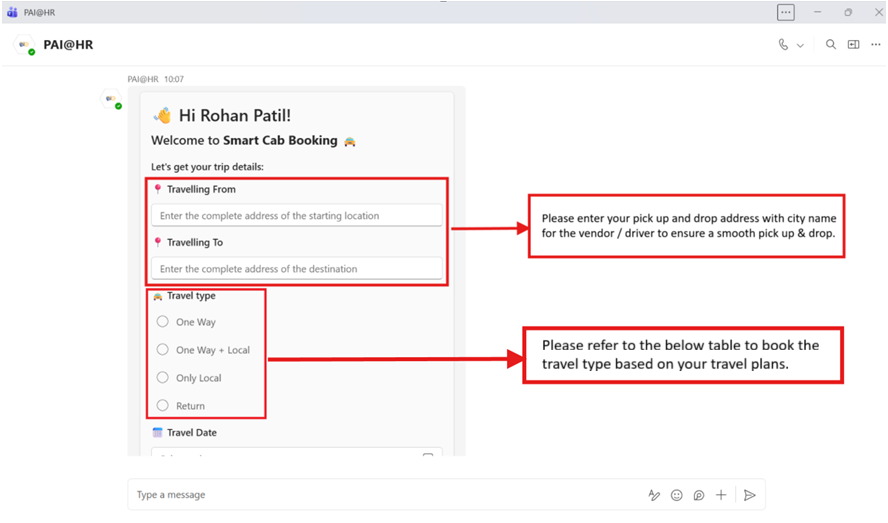 PAI@HR
PAI@HR
PAI@HR 10:07
Hi Rohan Patil!
Welcome to Smart Cab Booking
Let's get your trip details:
Travelling From
Enter the complete address of the starting location
Travelling To
Enter the complete address of the destination
Travel type
One Way
One Way + Local
Only Local
Return
Travel Date
Please enter your pick up and drop address with city name
for the vendor / driver to ensure a smooth pick up & drop.
Please refer to the below table to book the
travel type based on your travel plans.
Type a message